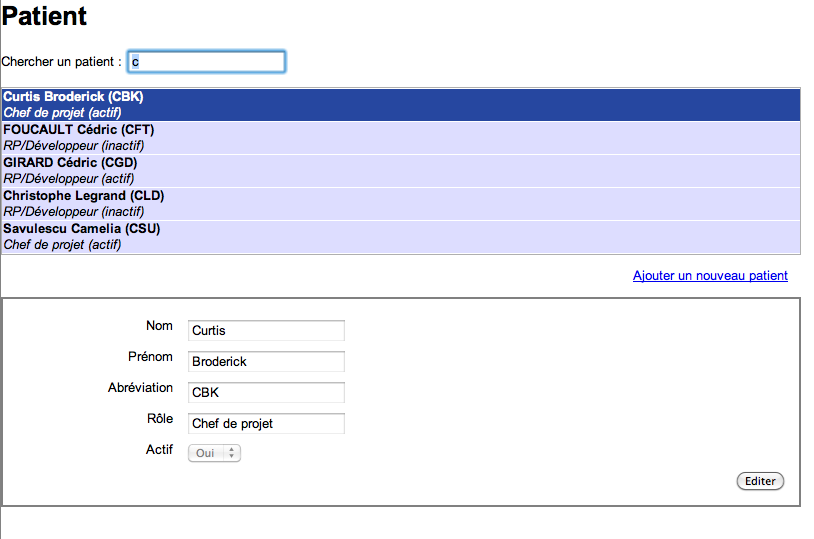 Patient
Chercher un patient : c
Curtis Broderick (CBK)
Chef de projet (actif)
FOUCAULT Cédric (CFT)
RP/Développeur (inactif)
GIRARD Cédric (CGD)
RP/Développeur (actif)
Christophe Legrand (CLD)
RP/Développeur (inactif)
Savulescu Camelia (CSU)
Chef de projet (actif)
Ajouter un nouveau patient
Nom Curtis
Prénom Broderick
Abréviation CBK
Rôle Chef de projet
Actif Oui
Editer